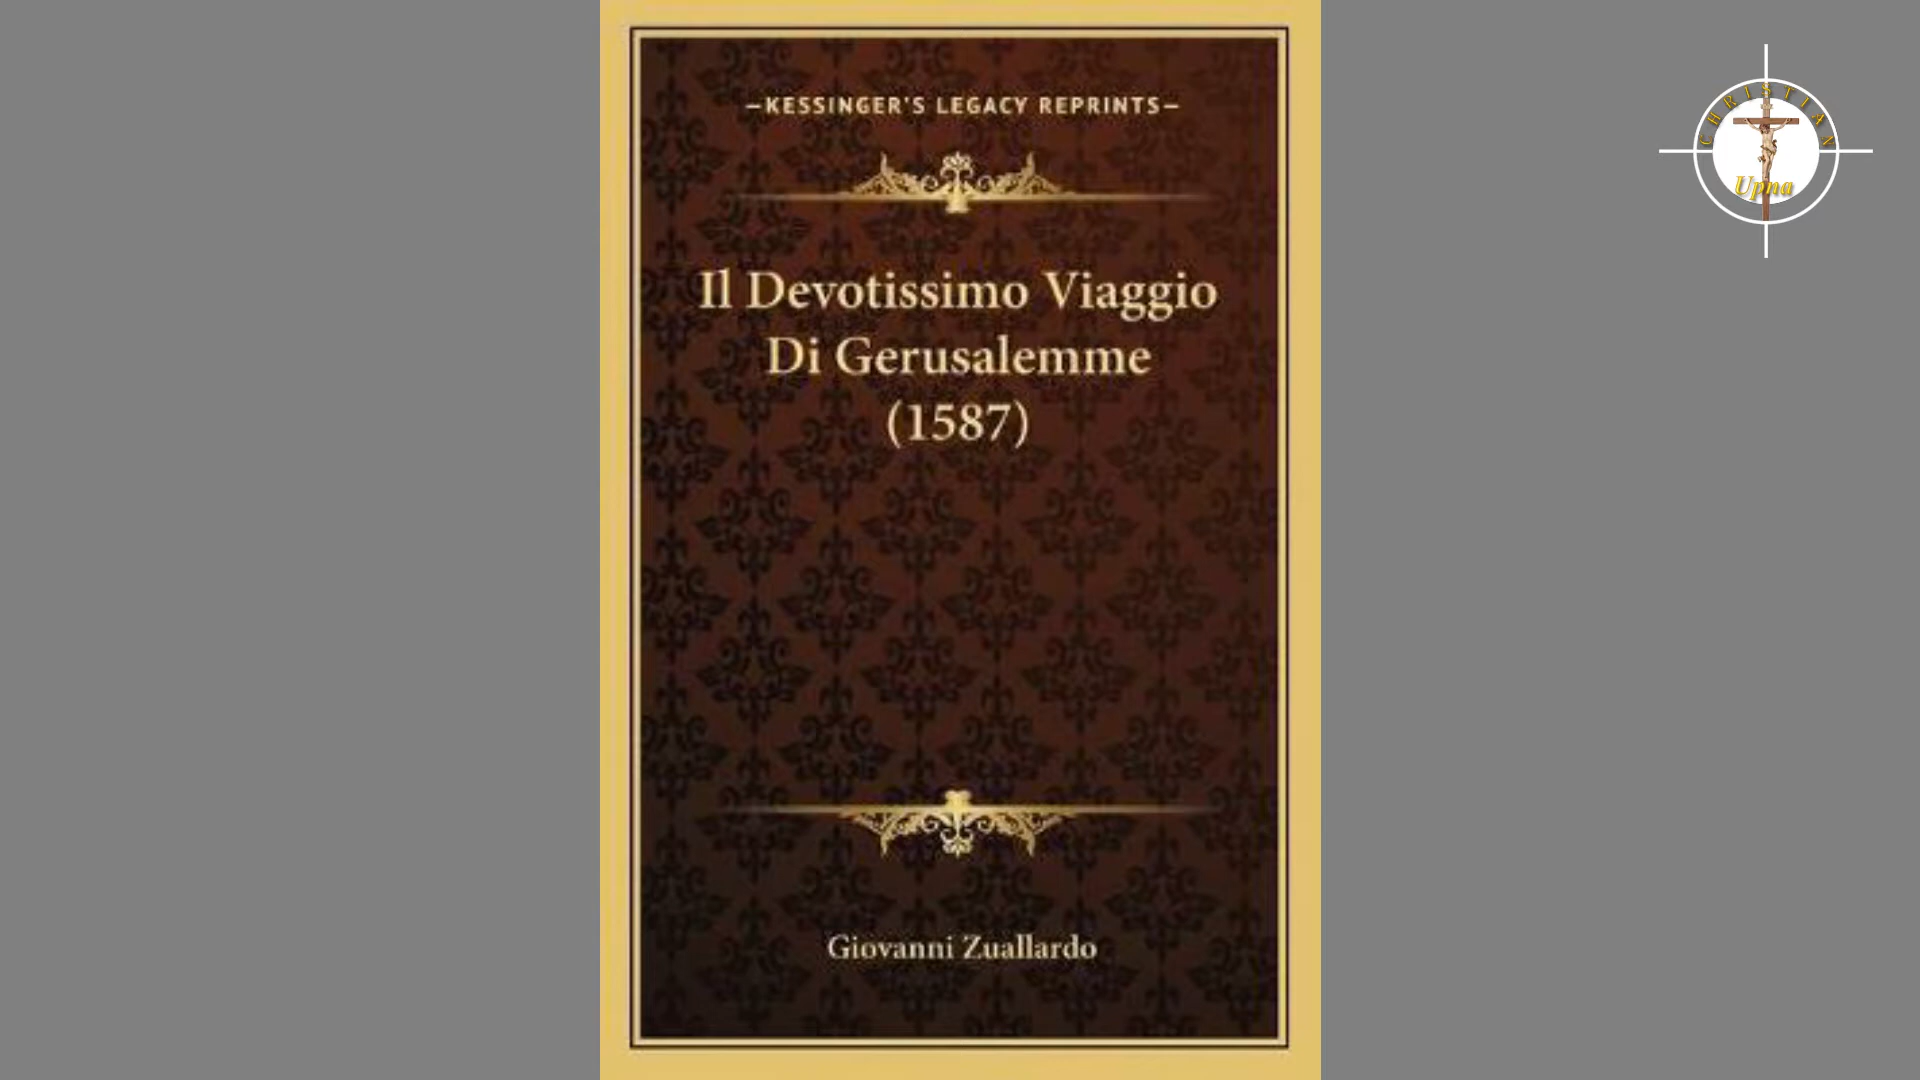 —KESSINGER'S LEGACY REPRINTS—
Il Devotissimo Viaggio
Di Gerusalemme
(1587)
Giovanni Zuallardo
CHRISTIAN
Upna